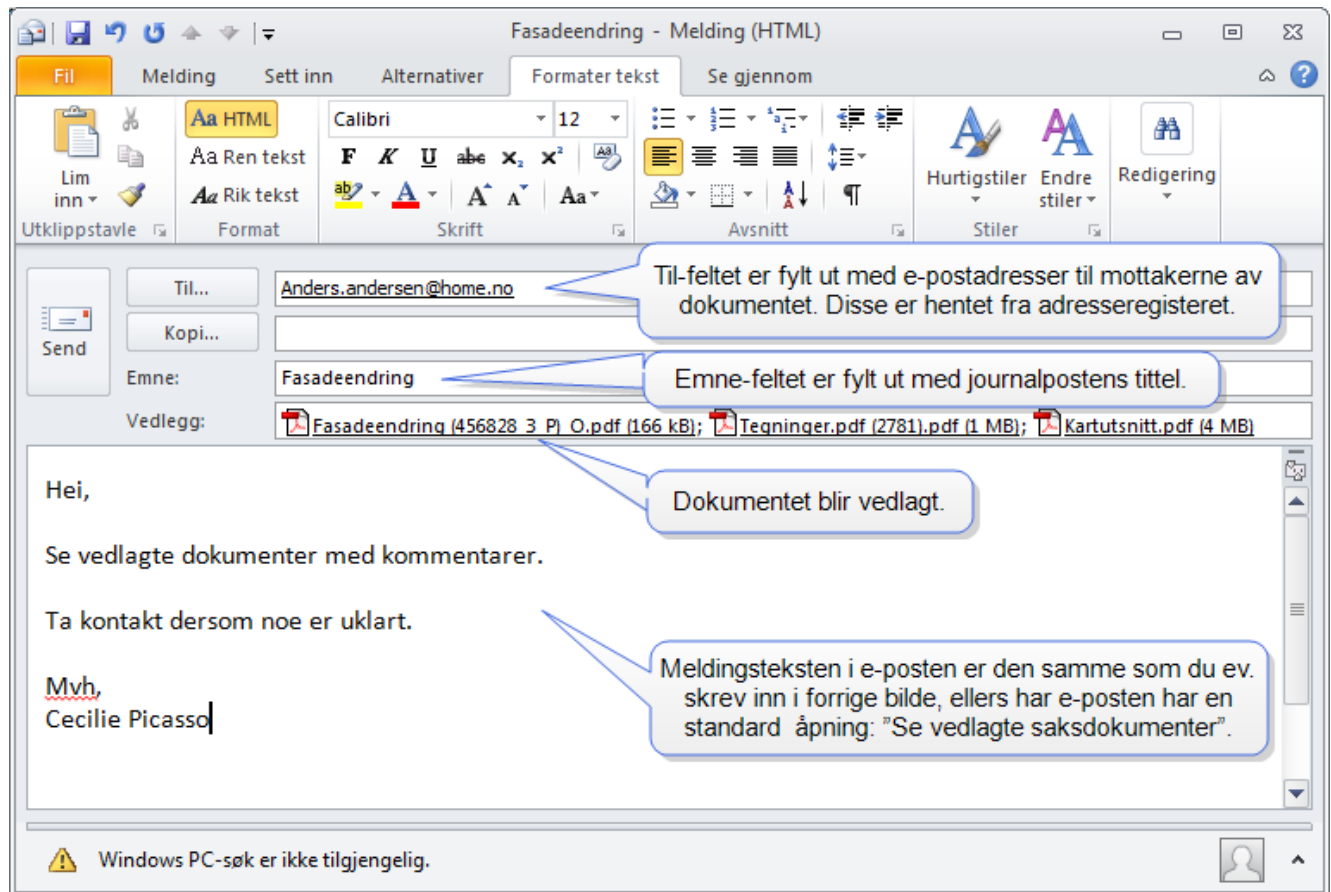 Fasadeendring - Melding (HTML)
Fil Melding Sett inn Alternativer Formater tekst Se gjennom
Lim
inn
Aa HTML
Aa Ren tekst
Aa Rik tekst
Calibri 12
F K U abc x₂ x² A
ab A A A Aa
Hurtigstiler
Endre
stiler
Redigering
Utklippstavle Format Skrift Avsnitt Stiler
Send
Til... Anders.andersen@home.no
Kopi...
Emne: Fasadeendring
Vedlegg: Fasadeendring (456828_3_P)_O.pdf (166 kB); Tegninger.pdf (2781).pdf (1 MB); Kartutsnitt.pdf (4 MB)
Til-feltet er fylt ut med e-postadresser til mottakerne av
dokumentet. Disse er hentet fra adresseregisteret.
Emne-feltet er fylt ut med journalpostens tittel.
Dokumentet blir vedlagt.
Hei,
Se vedlagte dokumenter med kommentarer.
Ta kontakt dersom noe er uklart.
Mvh,
Cecilie Picasso
Meldingsteksten i e-posten er den samme som du ev.
skrev inn i forrige bilde, ellers har e-posten har en
standard åpning: ”Se vedlagte saksdokumenter”.
Windows PC-søk er ikke tilgjengelig.